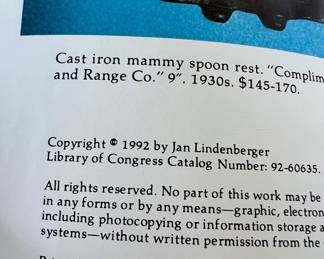 Cast iron mammy spoon rest. "Complim
and Range Co." 9". 1930s. $145-170.
Copyright © 1992 by Jan Lindenberger
Library of Congress Catalog Number: 92-60635.
All rights reserved. No part of this work may be
in any forms or by any means—graphic, electron
including photocopying or information storage a
systems—without written permission from the